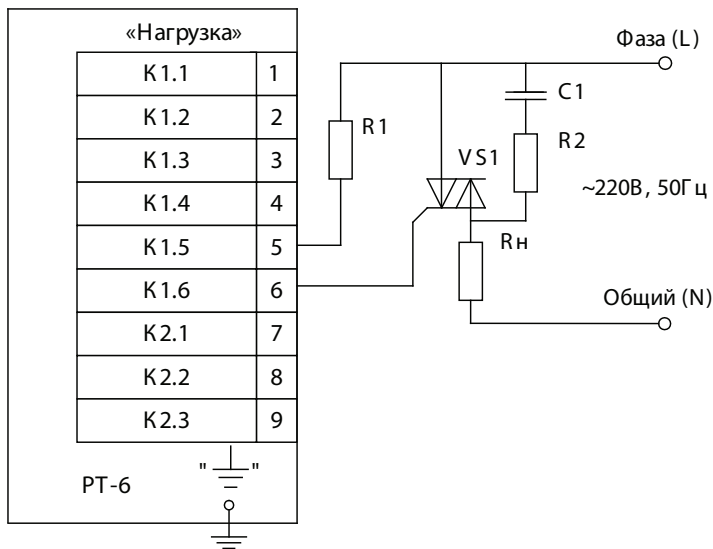 «Нагрузка»
К1.1 1
К1.2 2
К1.3 3
К1.4 4
К1.5 5
К1.6 6
К2.1 7
К2.2 8
К2.3 9
" "
РТ-6
R1
VS1
C1
R2
Rн
Фаза (L)
~220В, 50Гц
Общий (N)